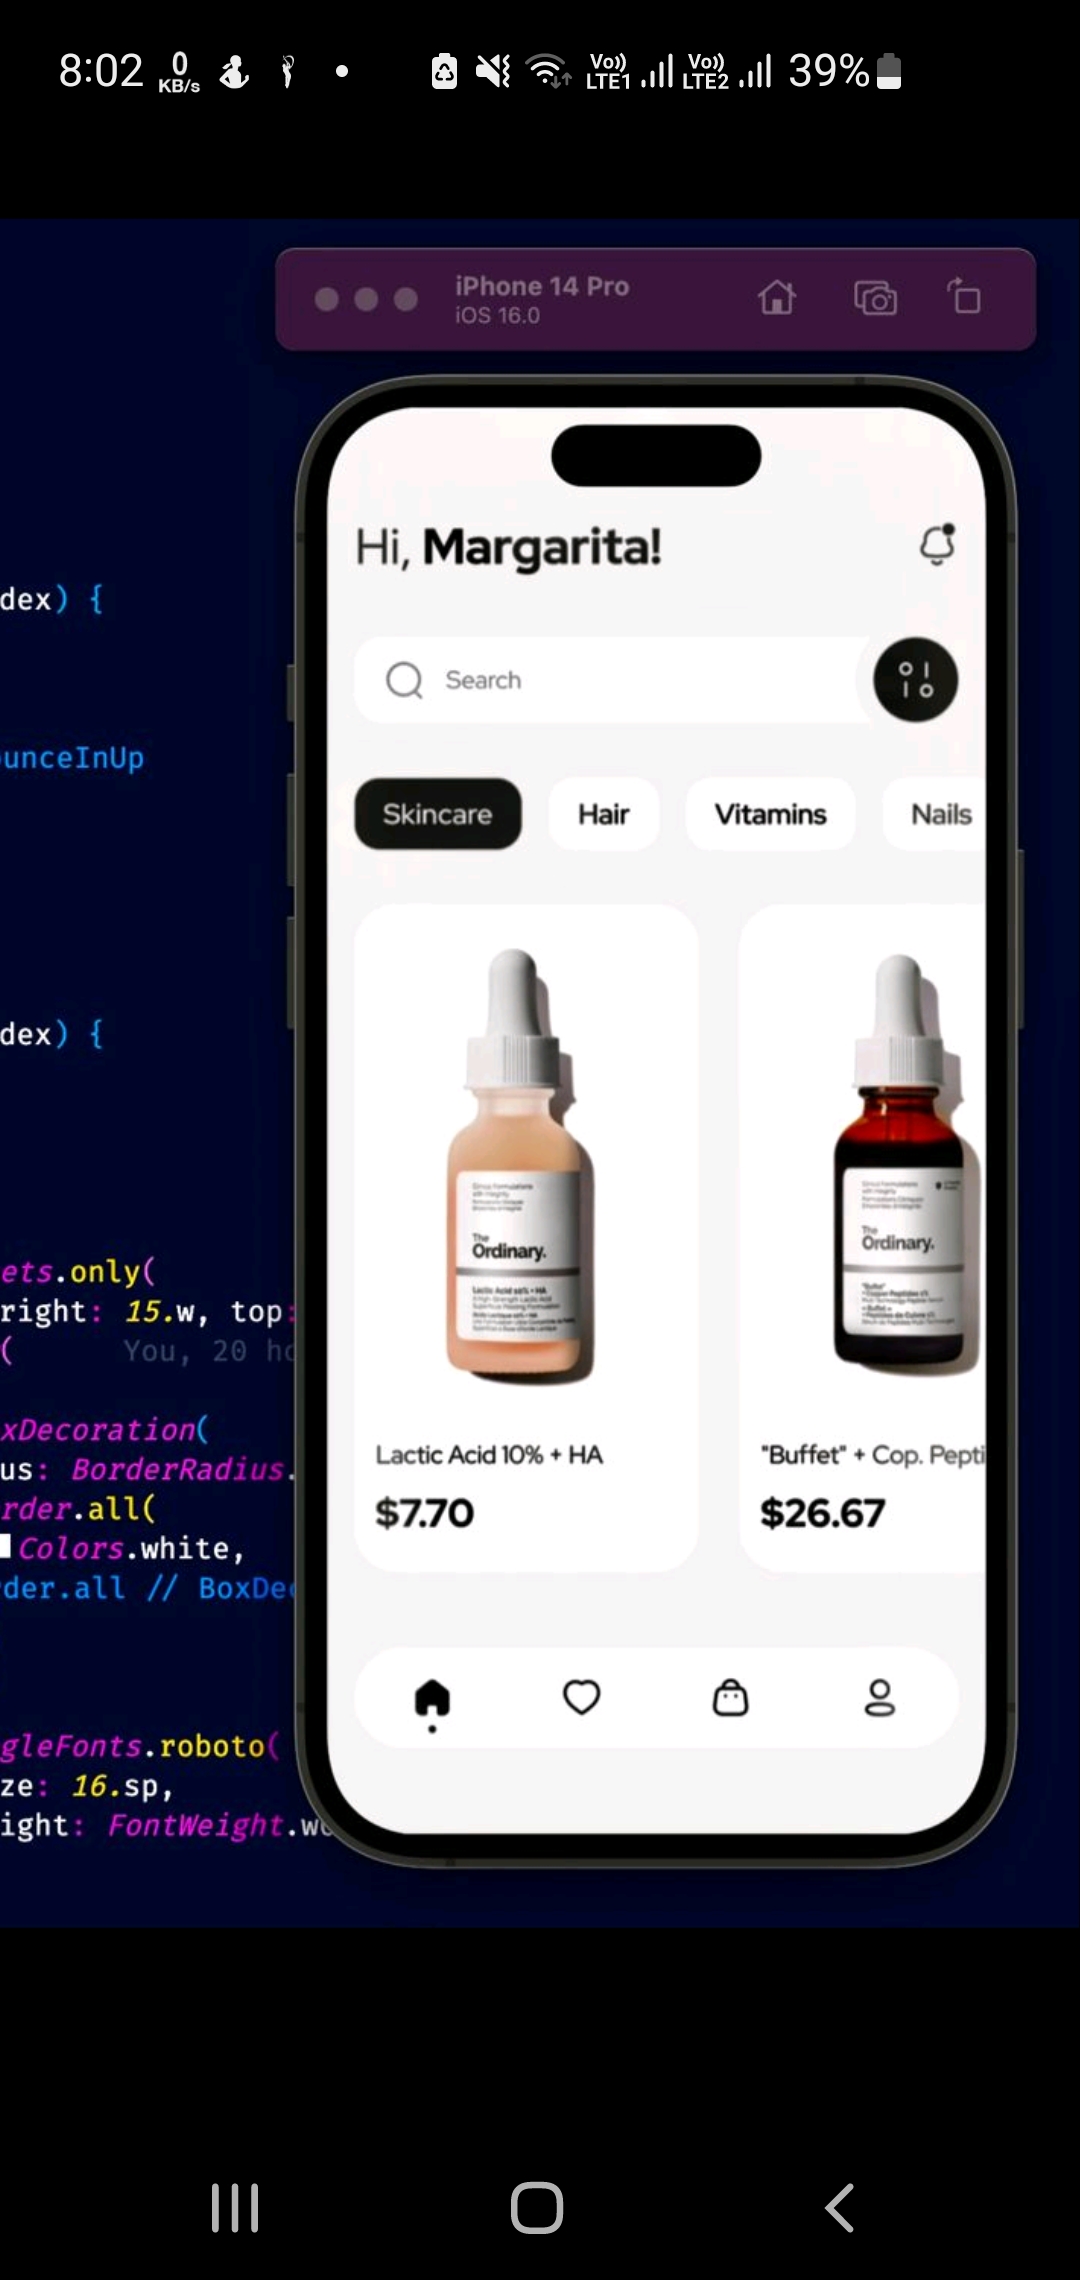 8:02 0 KB/s Vo)) LTE1 Vo)) LTE2 39%
iPhone 14 Pro
iOS 16.0
Hi, Margarita!
dex) {
Search
unceInUp
Skincare Hair Vitamins Nails
dex) {
The
Ordinary.
Lactic Acid 10% + HA
The
Ordinary.
"Buffet"
ets.only(
right: 15.w, top:
( You, 20 ho
xDecoration(
us: BorderRadius.
rder.all(
Colors.white,
der.all // BoxDec
Lactic Acid 10% + HA
$7.70
"Buffet" + Cop. Pepti
$26.67
gleFonts.roboto(
ze: 16.sp,
ight: FontWeight.wo